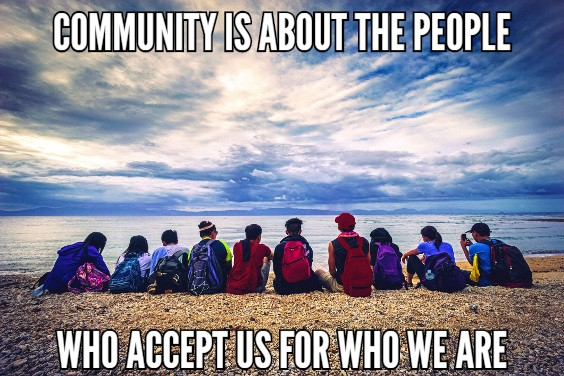 COMMUNITY IS ABOUT THE PEOPLE
WHO ACCEPT US FOR WHO WE ARE